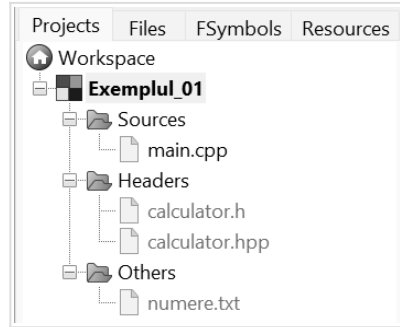 Projects Files FSymbols Resources
Workspace
Exemplul_01
Sources
main.cpp
Headers
calculator.h
calculator.hpp
Others
numere.txt